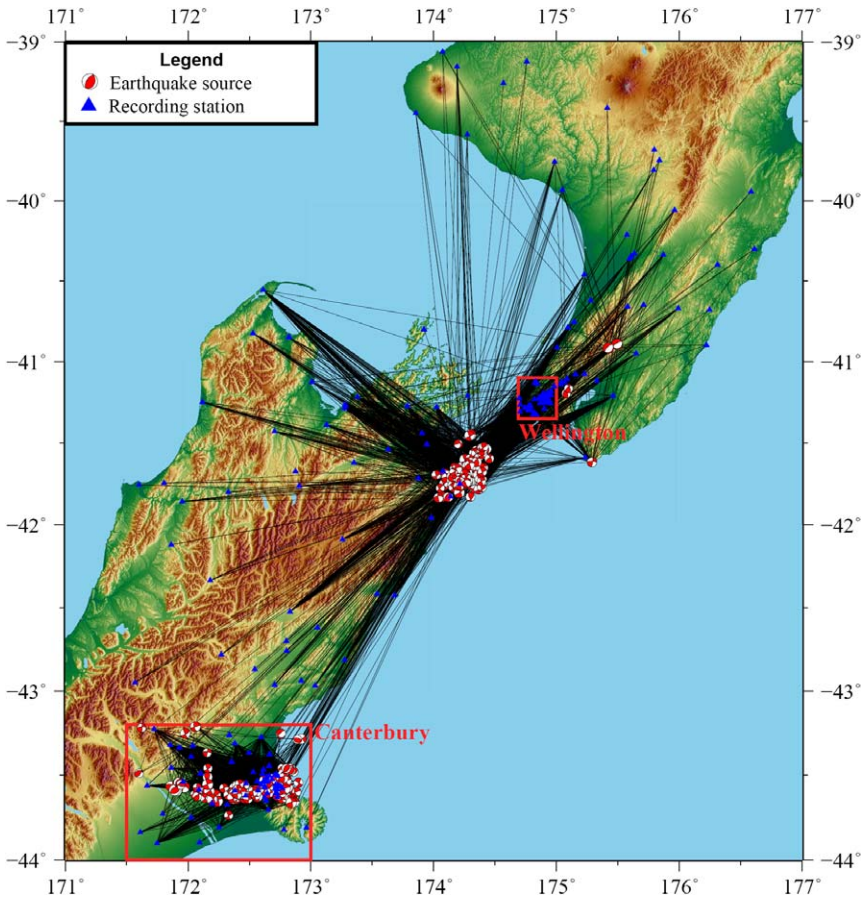 171° 172° 173° 174° 175° 176° 177°
−39° −39°
Legend
Earthquake source
Recording station
−40° −40°
−41° −41°
Wellington
−42° −42°
−43° −43°
Canterbury
−44° −44°
171° 172° 173° 174° 175° 176° 177°